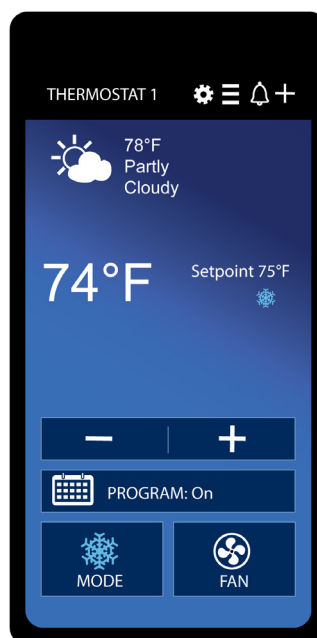 THERMOSTAT 1
78°F
Partly
Cloudy
74°F
Setpoint 75°F
PROGRAM: On
MODE
FAN